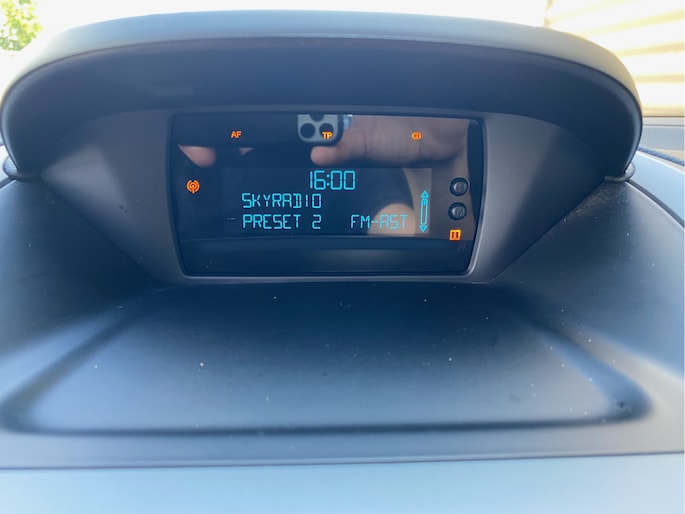 AF TP
16:00
SKYRADIO
PRESET 2 FM-AST